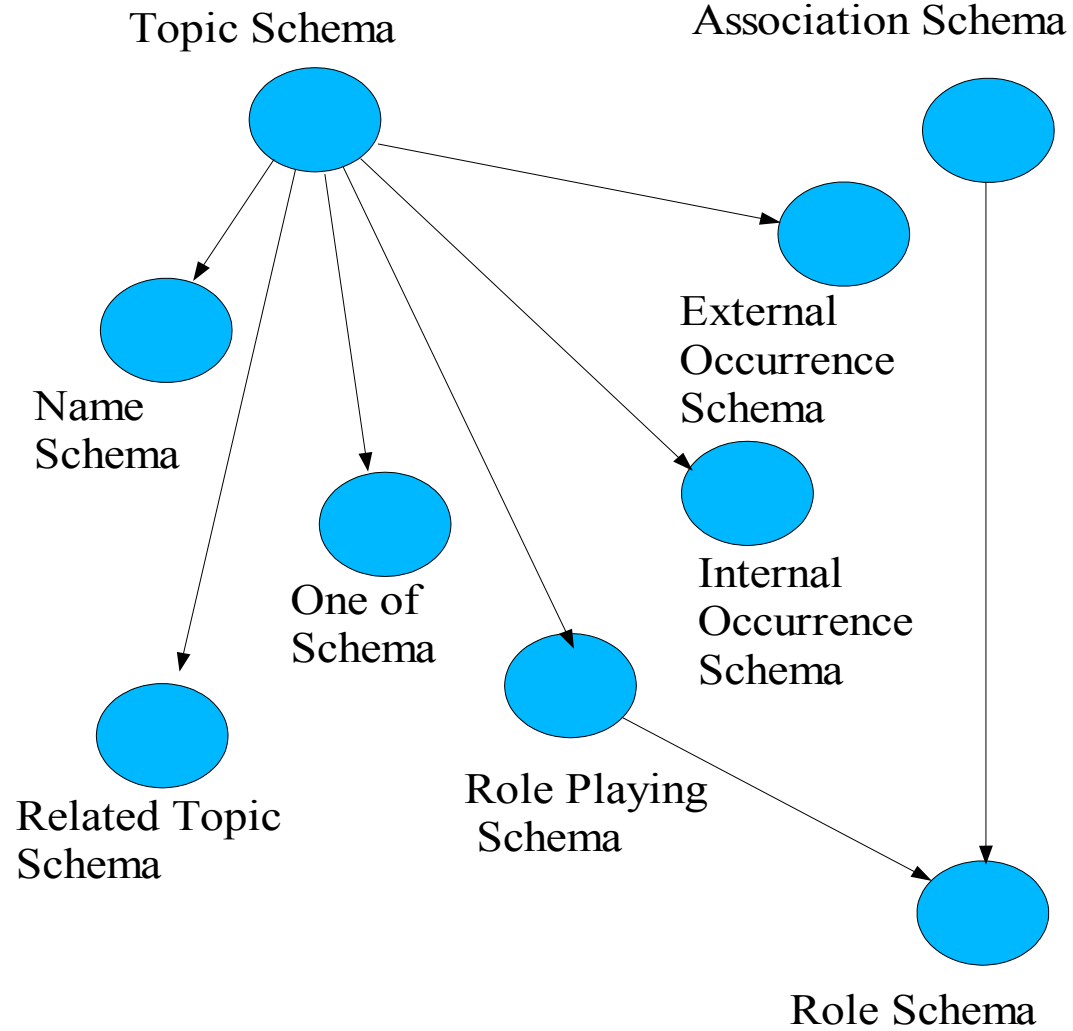 Topic Schema
Association Schema
External
Occurrence
Schema
Name
Schema
Internal
Occurrence
Schema
One of
Schema
Role Playing
Schema
Related Topic
Schema
Role Schema